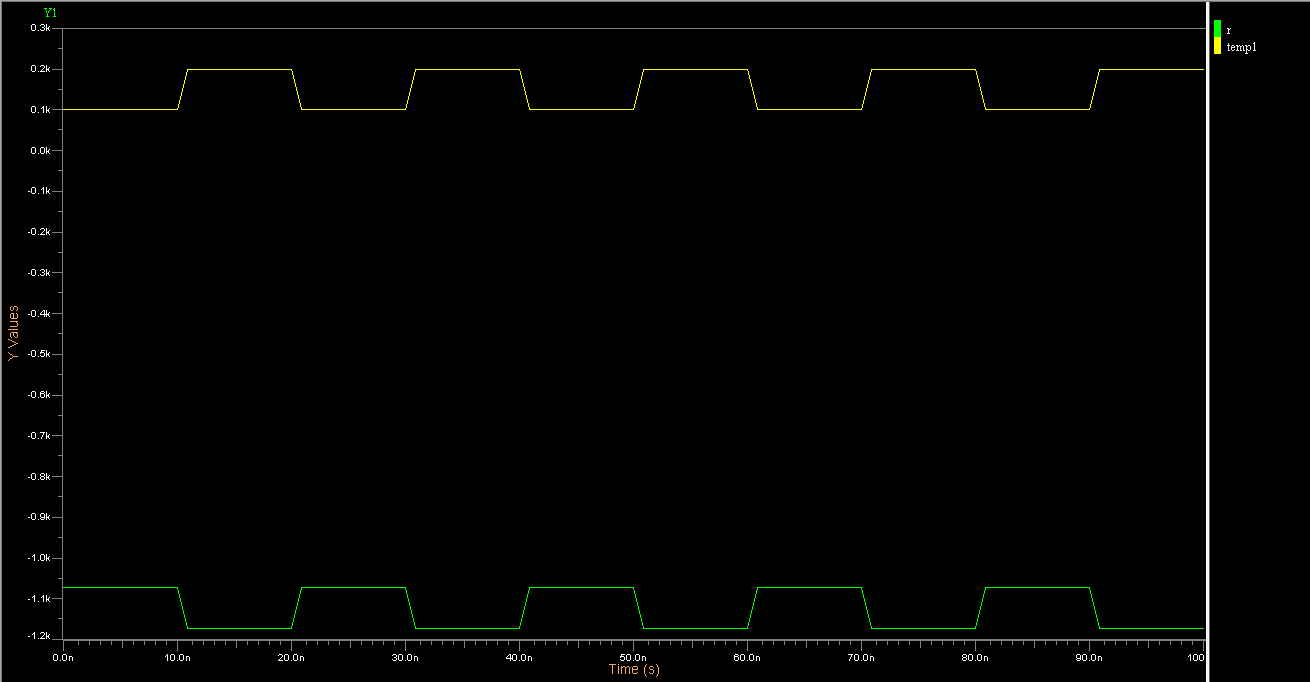 Y1
0.3k
0.2k
0.1k
0.0k
-0.1k
-0.2k
-0.3k
-0.4k
-0.5k
-0.6k
-0.7k
-0.8k
-0.9k
-1.0k
-1.1k
-1.2k
Y Values
0.0n 10.0n 20.0n 30.0n 40.0n 50.0n 60.0n 70.0n 80.0n 90.0n 100
Time (s)
r
temp1